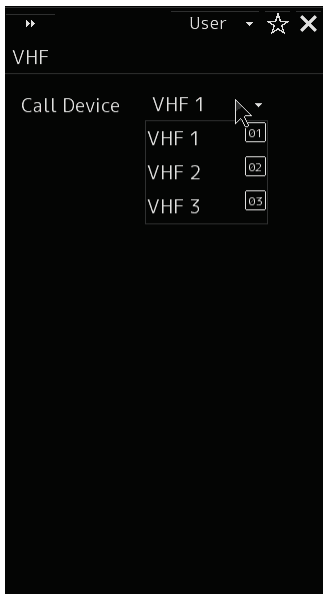 User
VHF
Call Device VHF 1
VHF 1 01
VHF 2 02
VHF 3 03